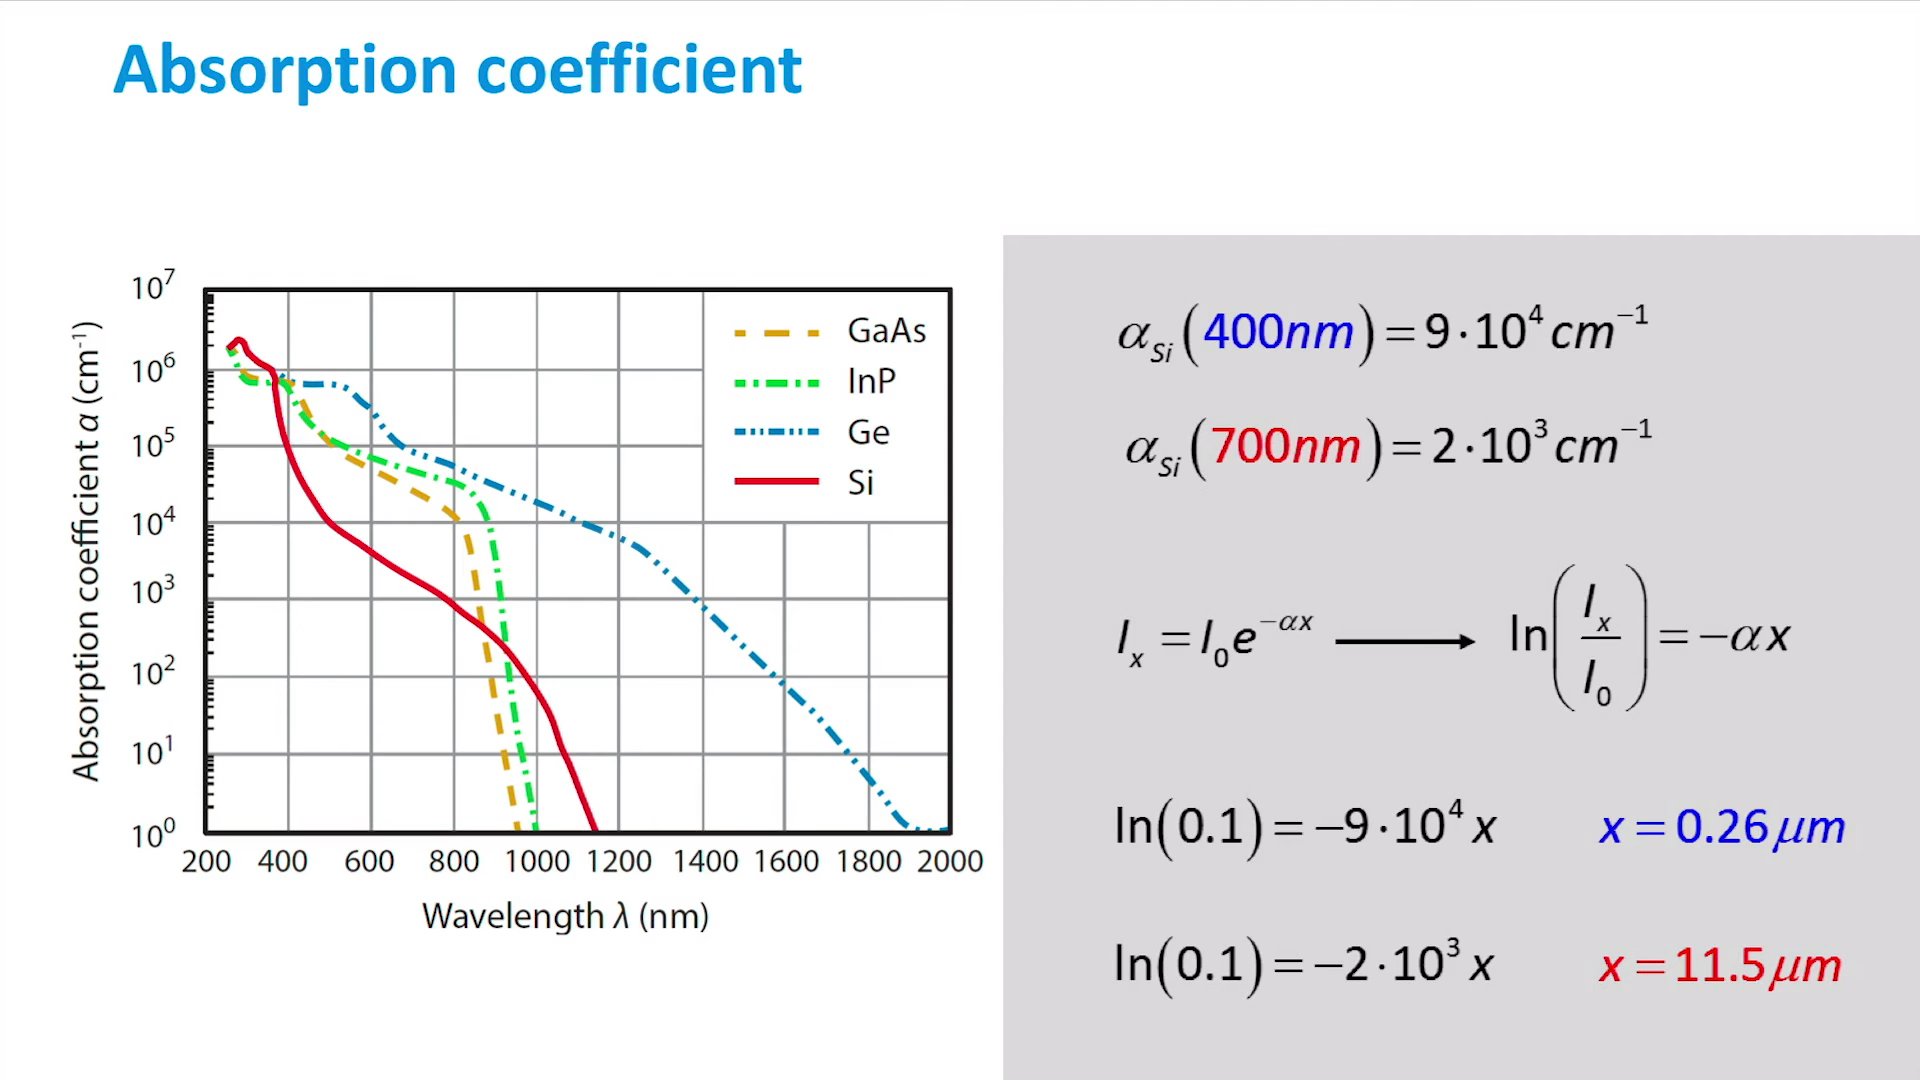 Absorption coefficient
Absorption coefficient α (cm⁻¹)
10⁷
10⁶
10⁵
10⁴
10³
10²
10¹
10⁰
200 400 600 800 1000 1200 1400 1600 1800 2000
Wavelength λ (nm)
GaAs
InP
Ge
Si
α_Si (400nm) = 9·10⁴ cm⁻¹
α_Si (700nm) = 2·10³ cm⁻¹
I_x = I_0 e^{−αx} ⟶ ln(I_x / I_0) = −αx
ln(0.1) = −9·10⁴ x x = 0.26 μm
ln(0.1) = −2·10³ x x = 11.5 μm